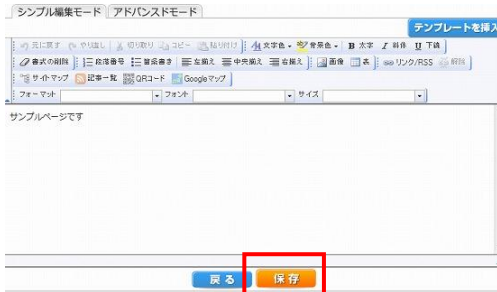 シンプル編集モード アドバンスドモード
テンプレートを挿入
元に戻す やり直し 切り取り コピー 貼り付け 文字色 背景色 B 太字 I 斜体 U 下線
書式の削除 段落番号 箇条書き 左揃え 中央揃え 右揃え 画像 表 リンク/RSS 解除
サイトマップ 記事一覧 QRコード Googleマップ
フォーマット フォント サイズ
サンプルページです
戻る 保存